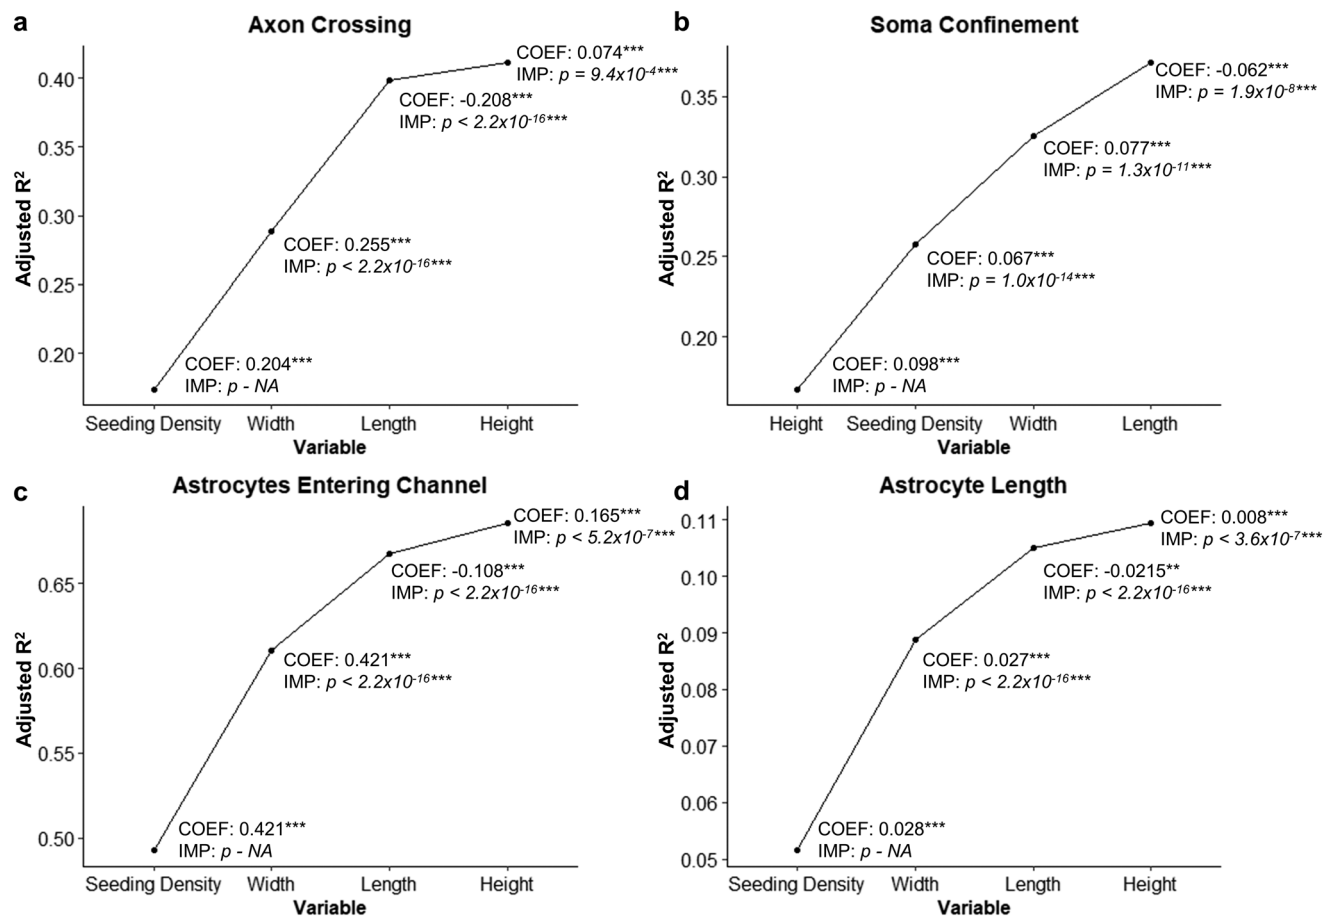 a
Axon Crossing
Adjusted R²
0.40
0.35
0.30
0.25
0.20
COEF: 0.074***
IMP: p = 9.4x10⁻⁴***
COEF: -0.208***
IMP: p < 2.2x10⁻¹⁶***
COEF: 0.255***
IMP: p < 2.2x10⁻¹⁶***
COEF: 0.204***
IMP: p - NA
Seeding Density Width Length Height
Variable
b
Soma Confinement
Adjusted R²
0.35
0.30
0.25
0.20
COEF: -0.062***
IMP: p = 1.9x10⁻⁸***
COEF: 0.077***
IMP: p = 1.3x10⁻¹¹***
COEF: 0.067***
IMP: p = 1.0x10⁻¹⁴***
COEF: 0.098***
IMP: p - NA
Height Seeding Density Width Length
Variable
c
Astrocytes Entering Channel
Adjusted R²
0.65
0.60
0.55
0.50
COEF: 0.165***
IMP: p < 5.2x10⁻⁷***
COEF: -0.108***
IMP: p < 2.2x10⁻¹⁶***
COEF: 0.421***
IMP: p < 2.2x10⁻¹⁶***
COEF: 0.421***
IMP: p - NA
Seeding Density Width Length Height
Variable
d
Astrocyte Length
Adjusted R²
0.11
0.10
0.09
0.08
0.07
0.06
0.05
COEF: 0.008***
IMP: p < 3.6x10⁻⁷***
COEF: -0.0215**
IMP: p < 2.2x10⁻¹⁶***
COEF: 0.027***
IMP: p < 2.2x10⁻¹⁶***
COEF: 0.028***
IMP: p - NA
Seeding Density Width Length Height
Variable